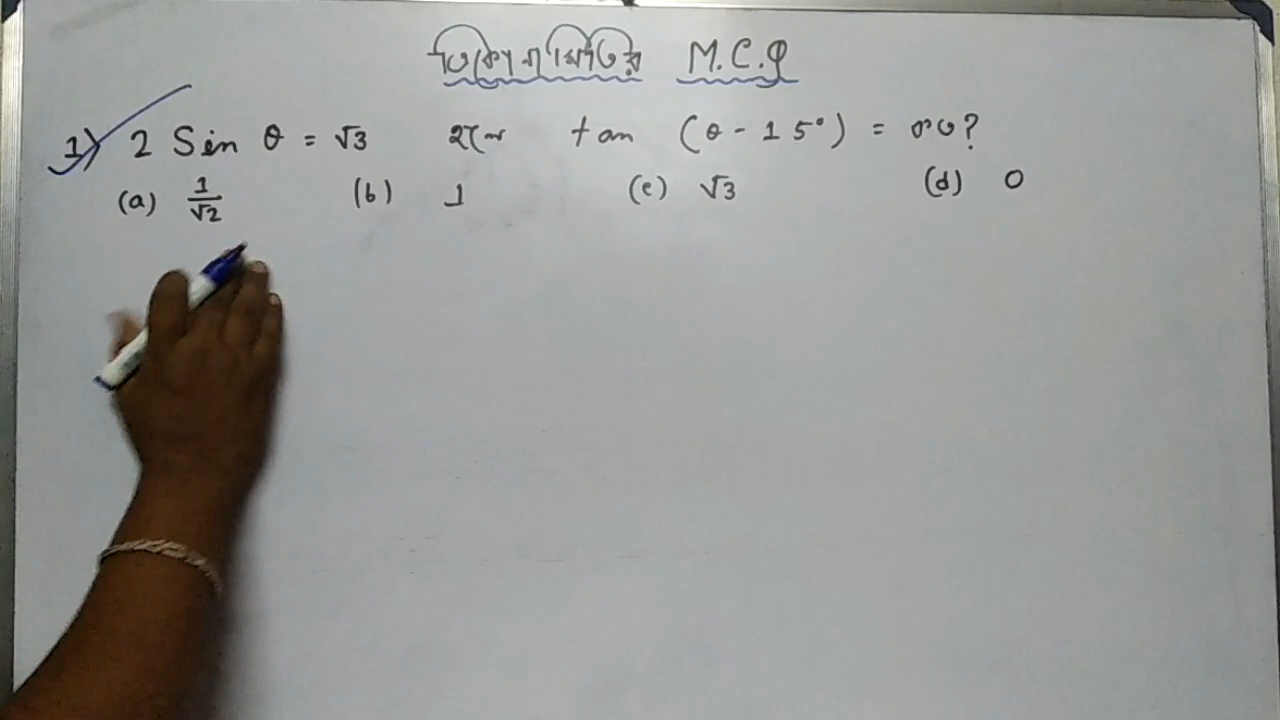 ত্রিকোণমিতির M.C.Q
1) 2 Sin θ = √3 হলে tan (θ - 15°) = কত?
(a) 1/√2 (b) 1 (c) √3 (d) 0